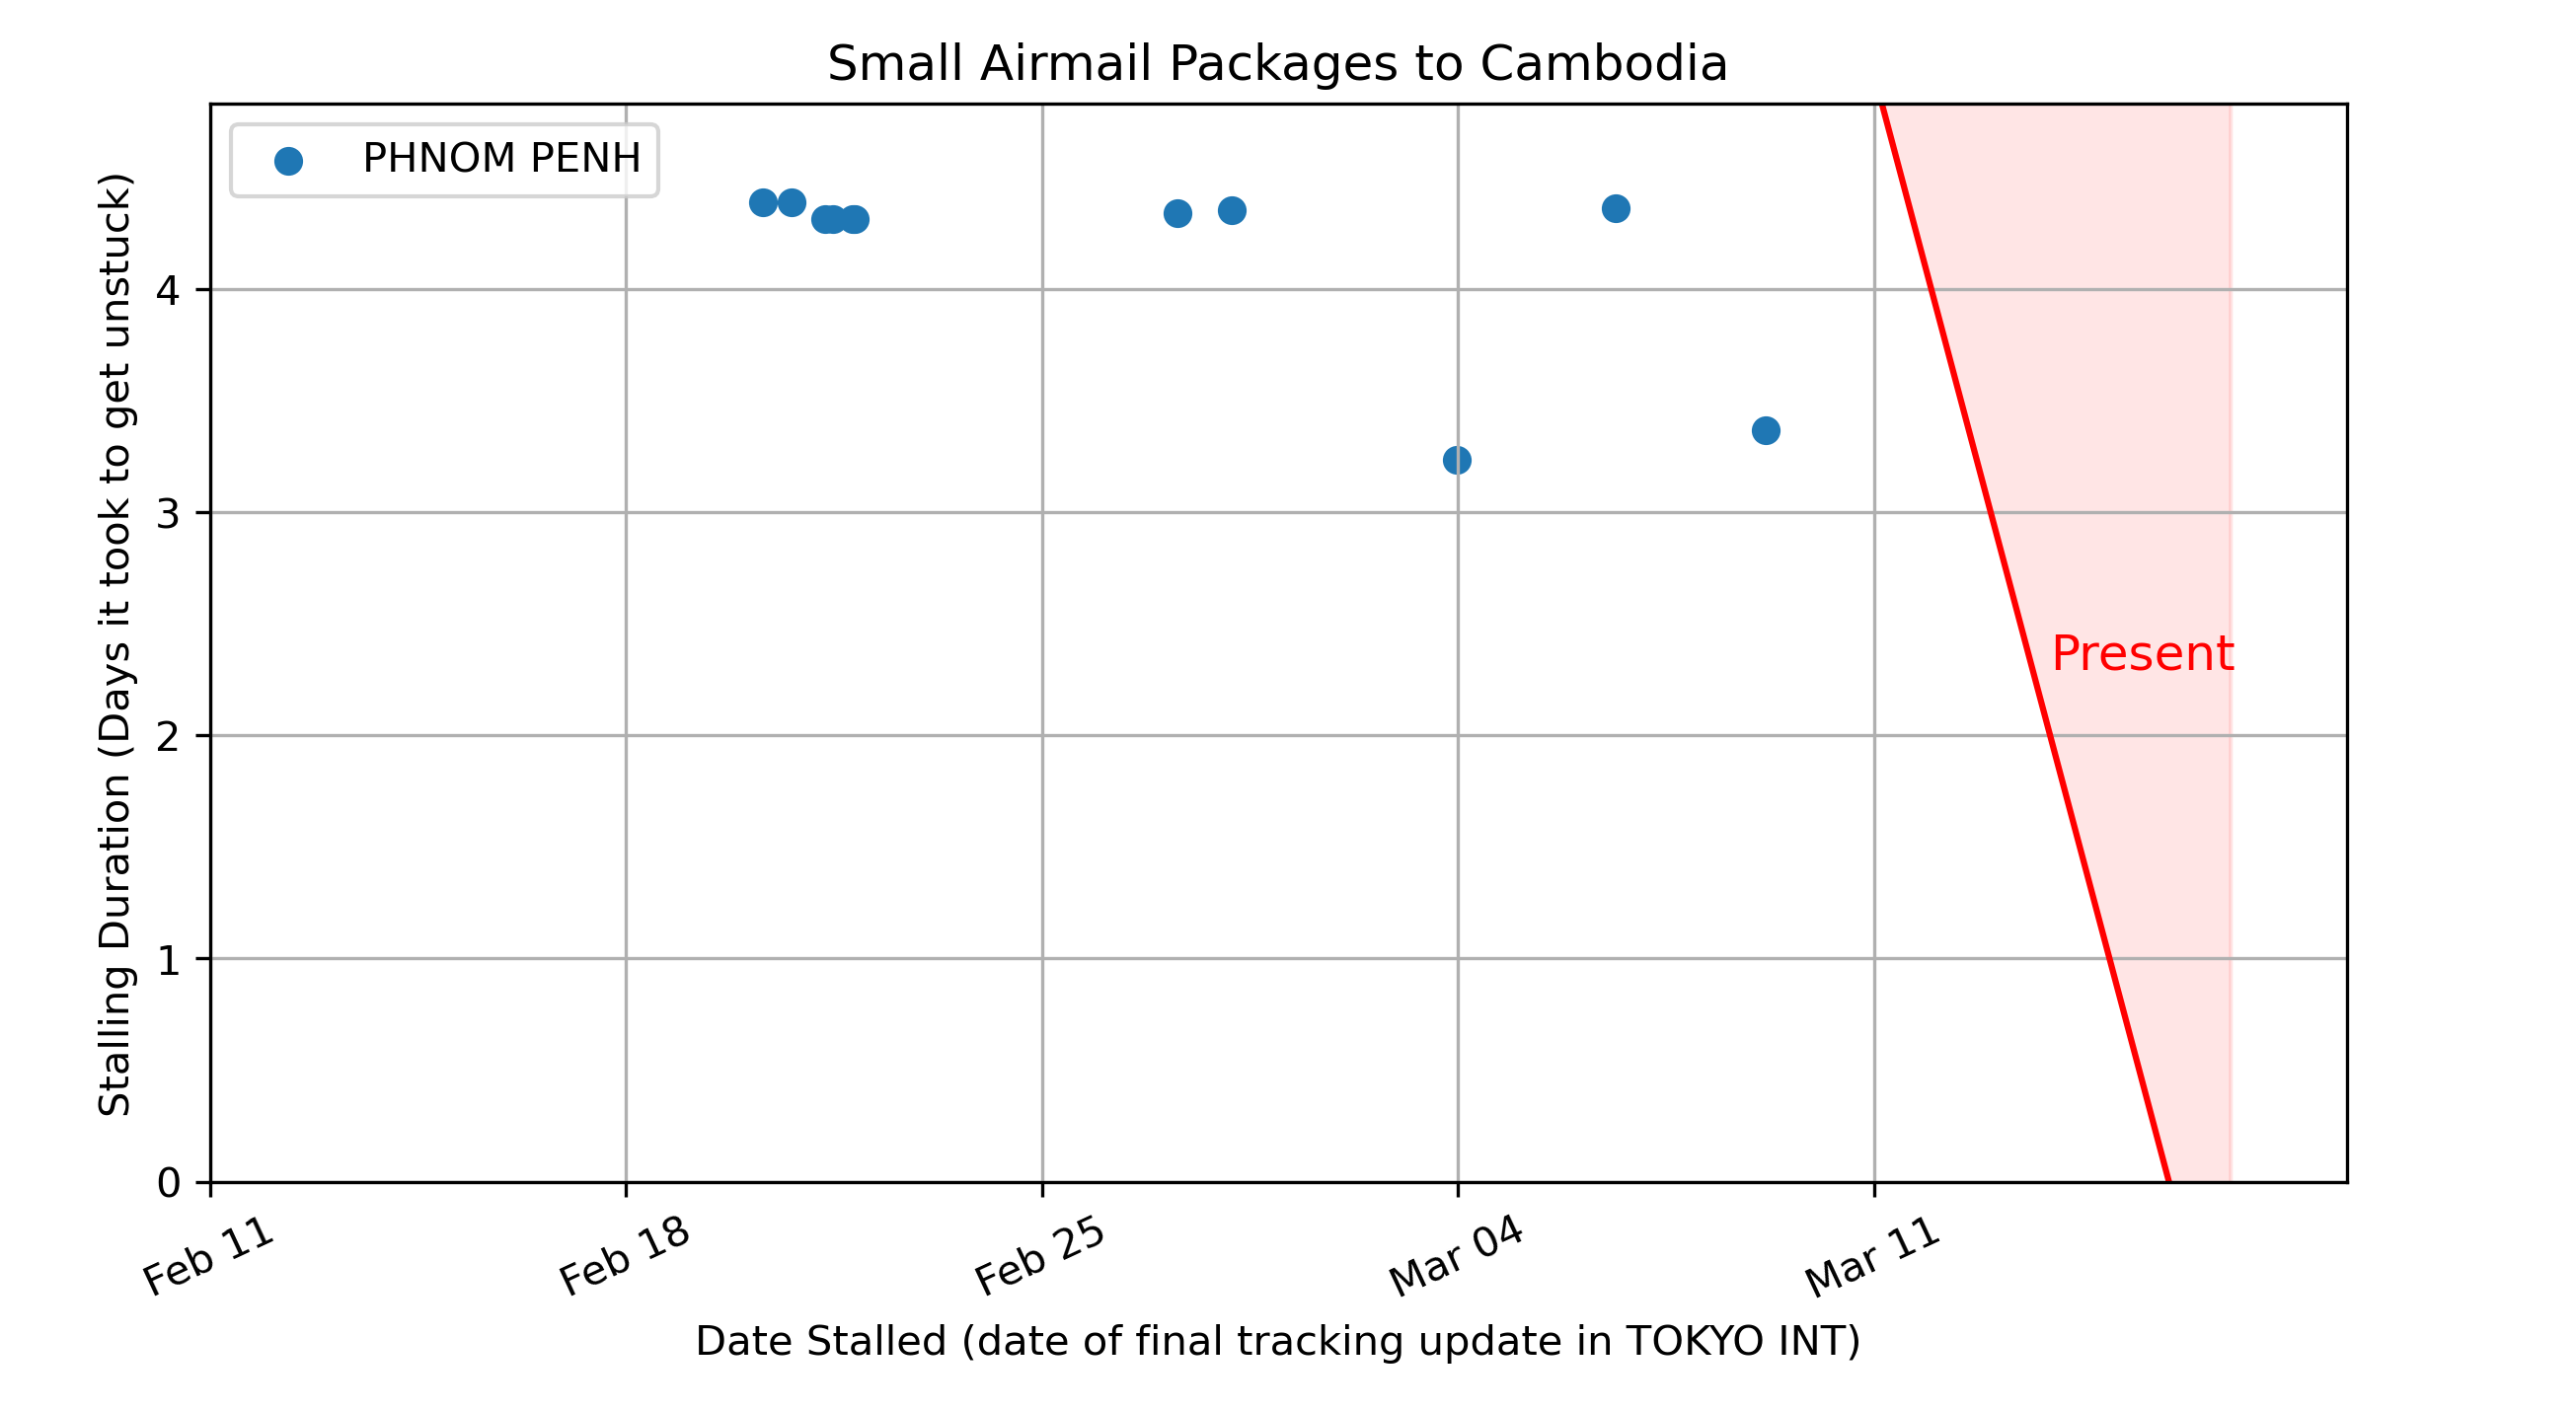 Small Airmail Packages to Cambodia
PHNOM PENH
Stalling Duration (Days it took to get unstuck)
4
3
2
1
0
Present
Feb 11
Feb 18
Feb 25
Mar 04
Mar 11
Date Stalled (date of final tracking update in TOKYO INT)